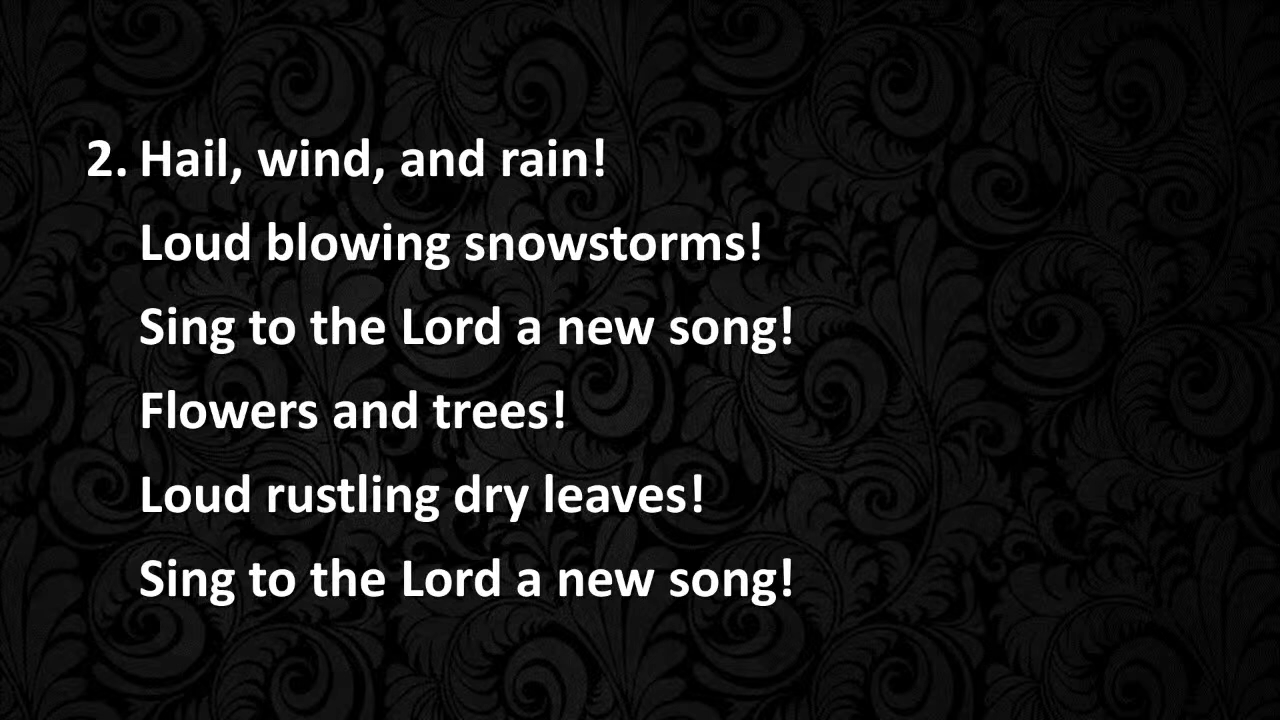 2. Hail, wind, and rain!
Loud blowing snowstorms!
Sing to the Lord a new song!
Flowers and trees!
Loud rustling dry leaves!
Sing to the Lord a new song!